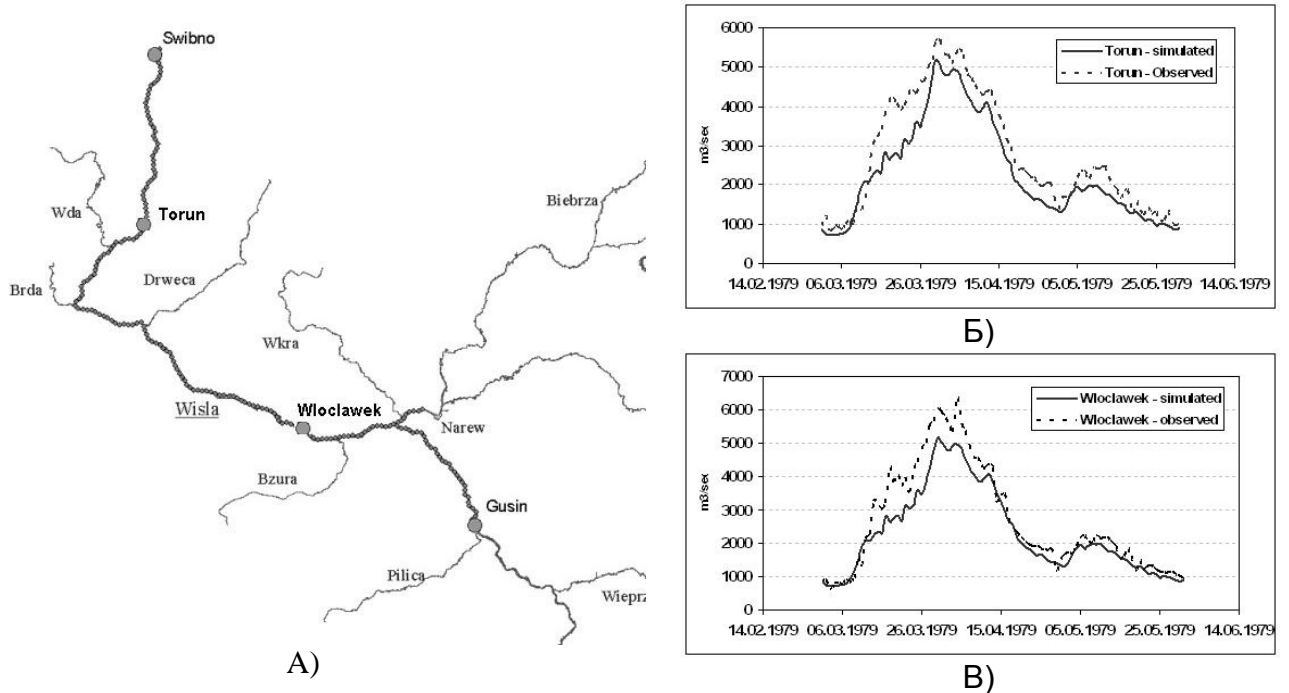 Swibno
Wda
Torun
Biebrza
Brda
Drweca
Wkra
Wisla
Wloclawek
Narew
Bzura
Gusin
Pilica
Wieprz
А)
6000
5000
4000
3000
2000
1000
0
m3/sex
Torun - simulated
Torun - Observed
14.02.1979 06.03.1979 26.03.1979 15.04.1979 05.05.1979 25.05.1979 14.06.1979
Б)
7000
6000
5000
4000
3000
2000
1000
0
m3/sex
Wloclawek - simulated
Wloclawek - observed
14.02.1979 06.03.1979 26.03.1979 15.04.1979 05.05.1979 25.05.1979 14.06.1979
В)